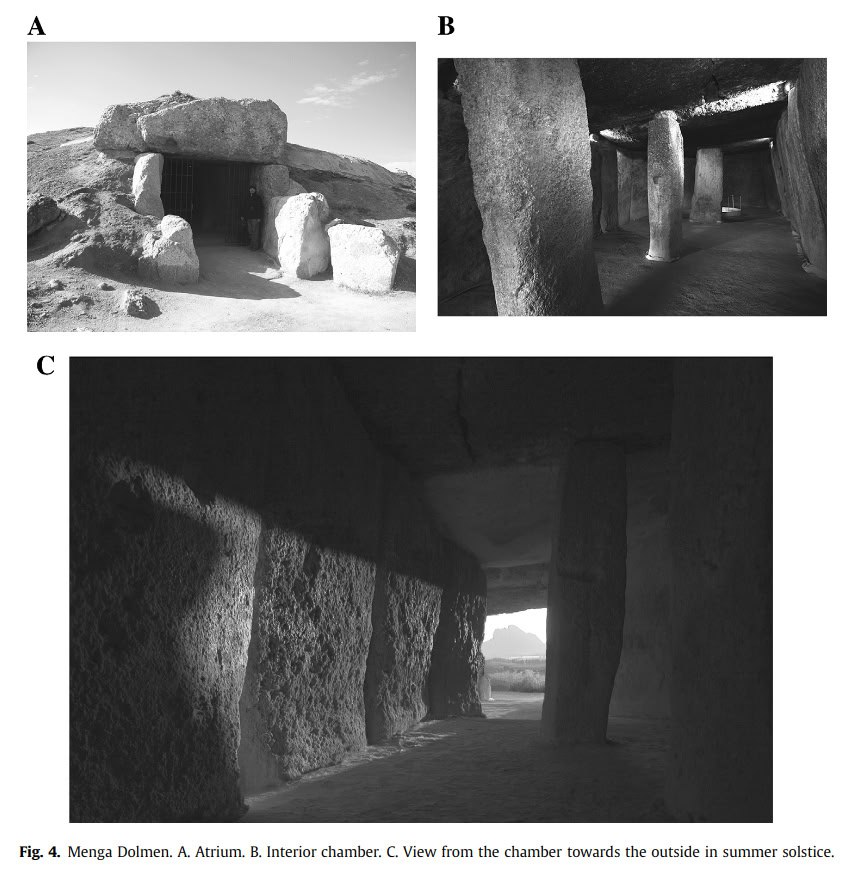 A
B
C
Fig. 4. Menga Dolmen. A. Atrium. B. Interior chamber. C. View from the chamber towards the outside in summer solstice.